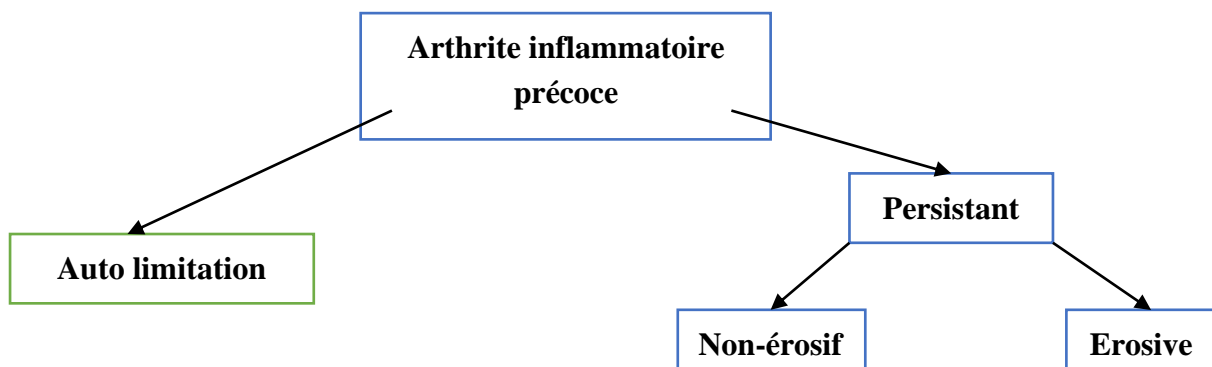 Arthrite inflammatoire
précoce
Persistant
Auto limitation
Non-érosif
Erosive